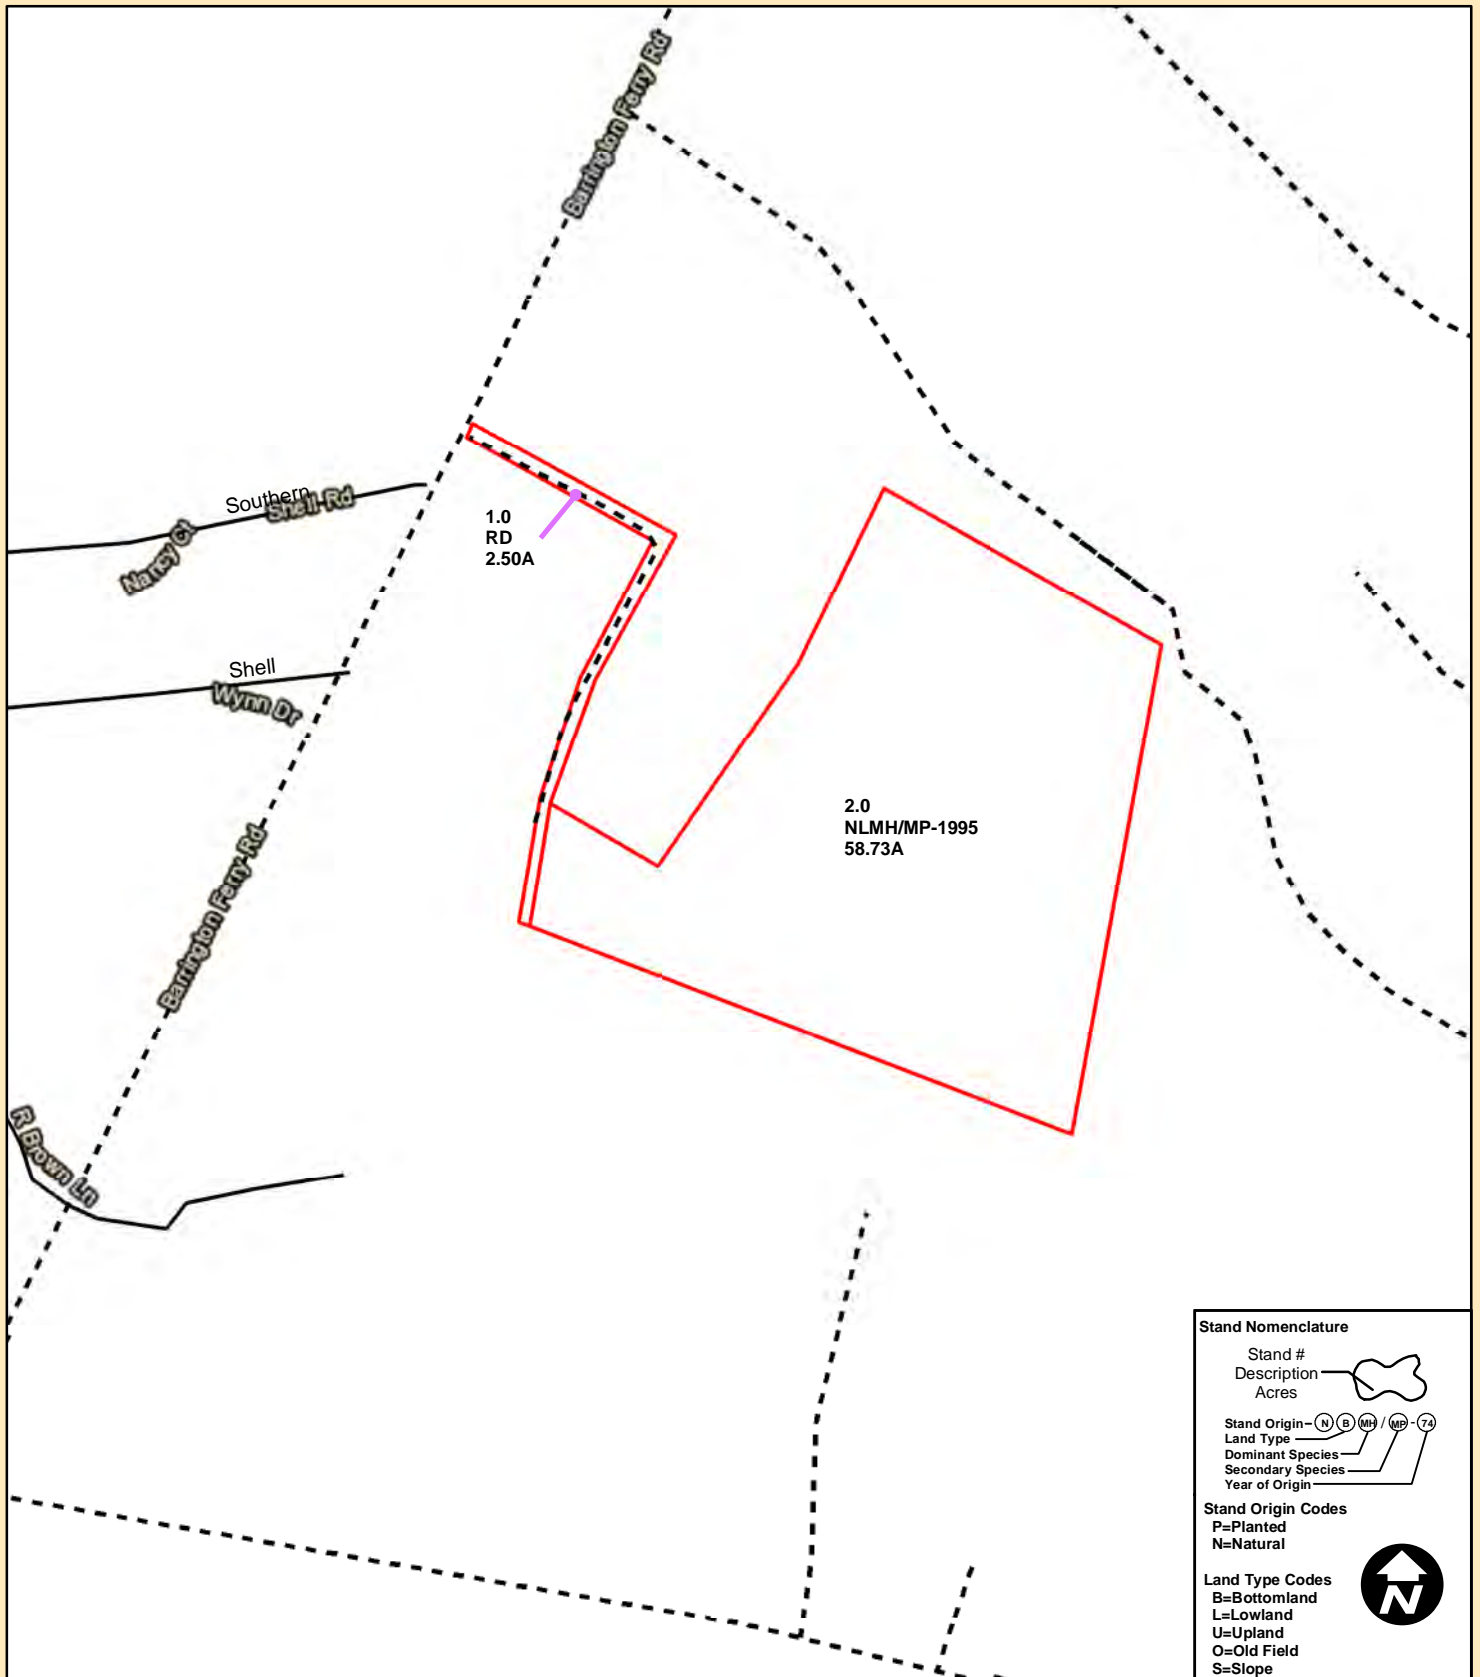 Barrington Ferry Rd
Southern
Shell Rd
Nancy Ct
1.0
RD
2.50A
Shell
Wynn Dr
2.0
NLMH/MP-1995
58.73A
Barrington Ferry Rd
R Brown Ln
Stand Nomenclature
Stand #
Description
Acres
Stand Origin- N B MH / MP - 74
Land Type
Dominant Species
Secondary Species
Year of Origin
Stand Origin Codes
P=Planted
N=Natural
Land Type Codes
B=Bottomland
L=Lowland
U=Upland
O=Old Field
S=Slope
N